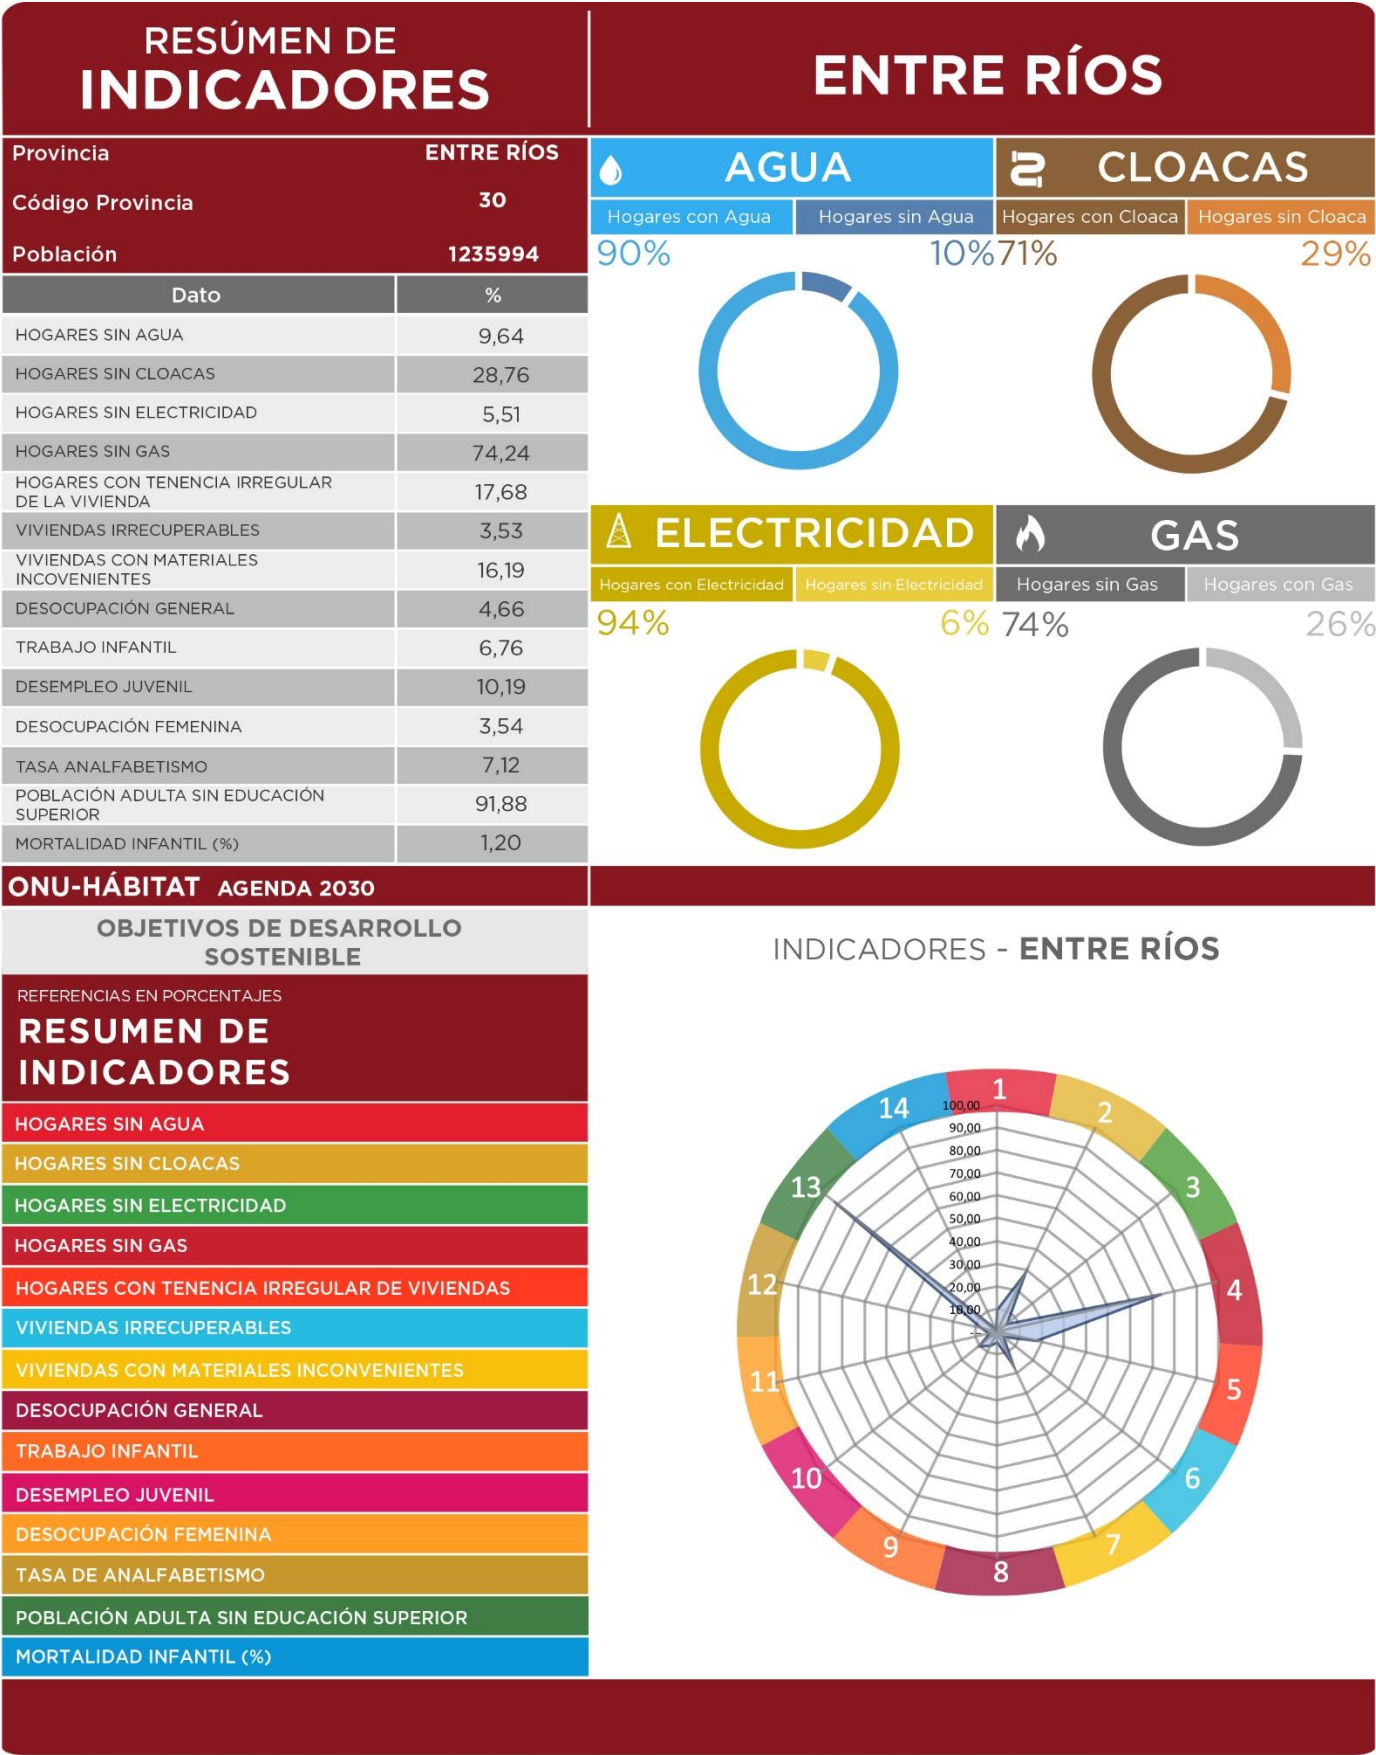 RESÚMEN DE
INDICADORES
ENTRE RÍOS
Provincia ENTRE RÍOS
Código Provincia 30
Población 1235994
Dato %
HOGARES SIN AGUA 9,64
HOGARES SIN CLOACAS 28,76
HOGARES SIN ELECTRICIDAD 5,51
HOGARES SIN GAS 74,24
HOGARES CON TENENCIA IRREGULAR
DE LA VIVIENDA 17,68
VIVIENDAS IRRECUPERABLES 3,53
VIVIENDAS CON MATERIALES
INCOVENIENTES 16,19
DESOCUPACIÓN GENERAL 4,66
TRABAJO INFANTIL 6,76
DESEMPLEO JUVENIL 10,19
DESOCUPACIÓN FEMENINA 3,54
TASA ANALFABETISMO 7,12
POBLACIÓN ADULTA SIN EDUCACIÓN
SUPERIOR 91,88
MORTALIDAD INFANTIL (%) 1,20
AGUA
Hogares con Agua Hogares sin Agua
90% 10%
CLOACAS
Hogares con Cloaca Hogares sin Cloaca
71% 29%
ELECTRICIDAD
Hogares con Electricidad Hogares sin Electricidad
94% 6%
GAS
Hogares sin Gas Hogares con Gas
74% 26%
ONU-HÁBITAT AGENDA 2030
OBJETIVOS DE DESARROLLO
SOSTENIBLE
REFERENCIAS EN PORCENTAJES
RESUMEN DE
INDICADORES
HOGARES SIN AGUA
HOGARES SIN CLOACAS
HOGARES SIN ELECTRICIDAD
HOGARES SIN GAS
HOGARES CON TENENCIA IRREGULAR DE VIVIENDAS
VIVIENDAS IRRECUPERABLES
VIVIENDAS CON MATERIALES INCONVENIENTES
DESOCUPACIÓN GENERAL
TRABAJO INFANTIL
DESEMPLEO JUVENIL
DESOCUPACIÓN FEMENINA
TASA DE ANALFABETISMO
POBLACIÓN ADULTA SIN EDUCACIÓN SUPERIOR
MORTALIDAD INFANTIL (%)
INDICADORES - ENTRE RÍOS
1
2
3
4
5
6
7
8
9
10
11
12
13
14
100,00
90,00
80,00
70,00
60,00
50,00
40,00
30,00
20,00
10,00